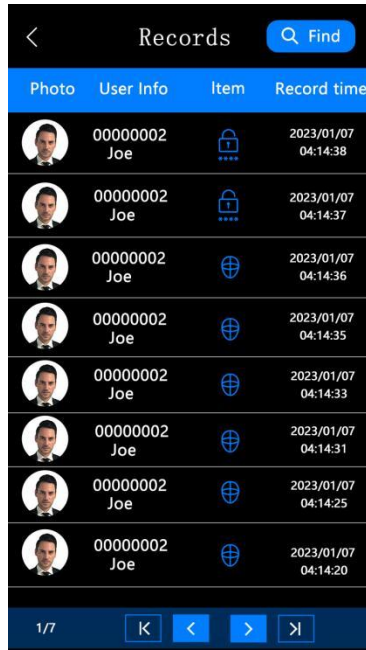 Records
Find
Photo User Info Item Record time
00000002
Joe
2023/01/07
04:14:38
00000002
Joe
2023/01/07
04:14:37
00000002
Joe
2023/01/07
04:14:36
00000002
Joe
2023/01/07
04:14:35
00000002
Joe
2023/01/07
04:14:33
00000002
Joe
2023/01/07
04:14:31
00000002
Joe
2023/01/07
04:14:25
00000002
Joe
2023/01/07
04:14:20
1/7